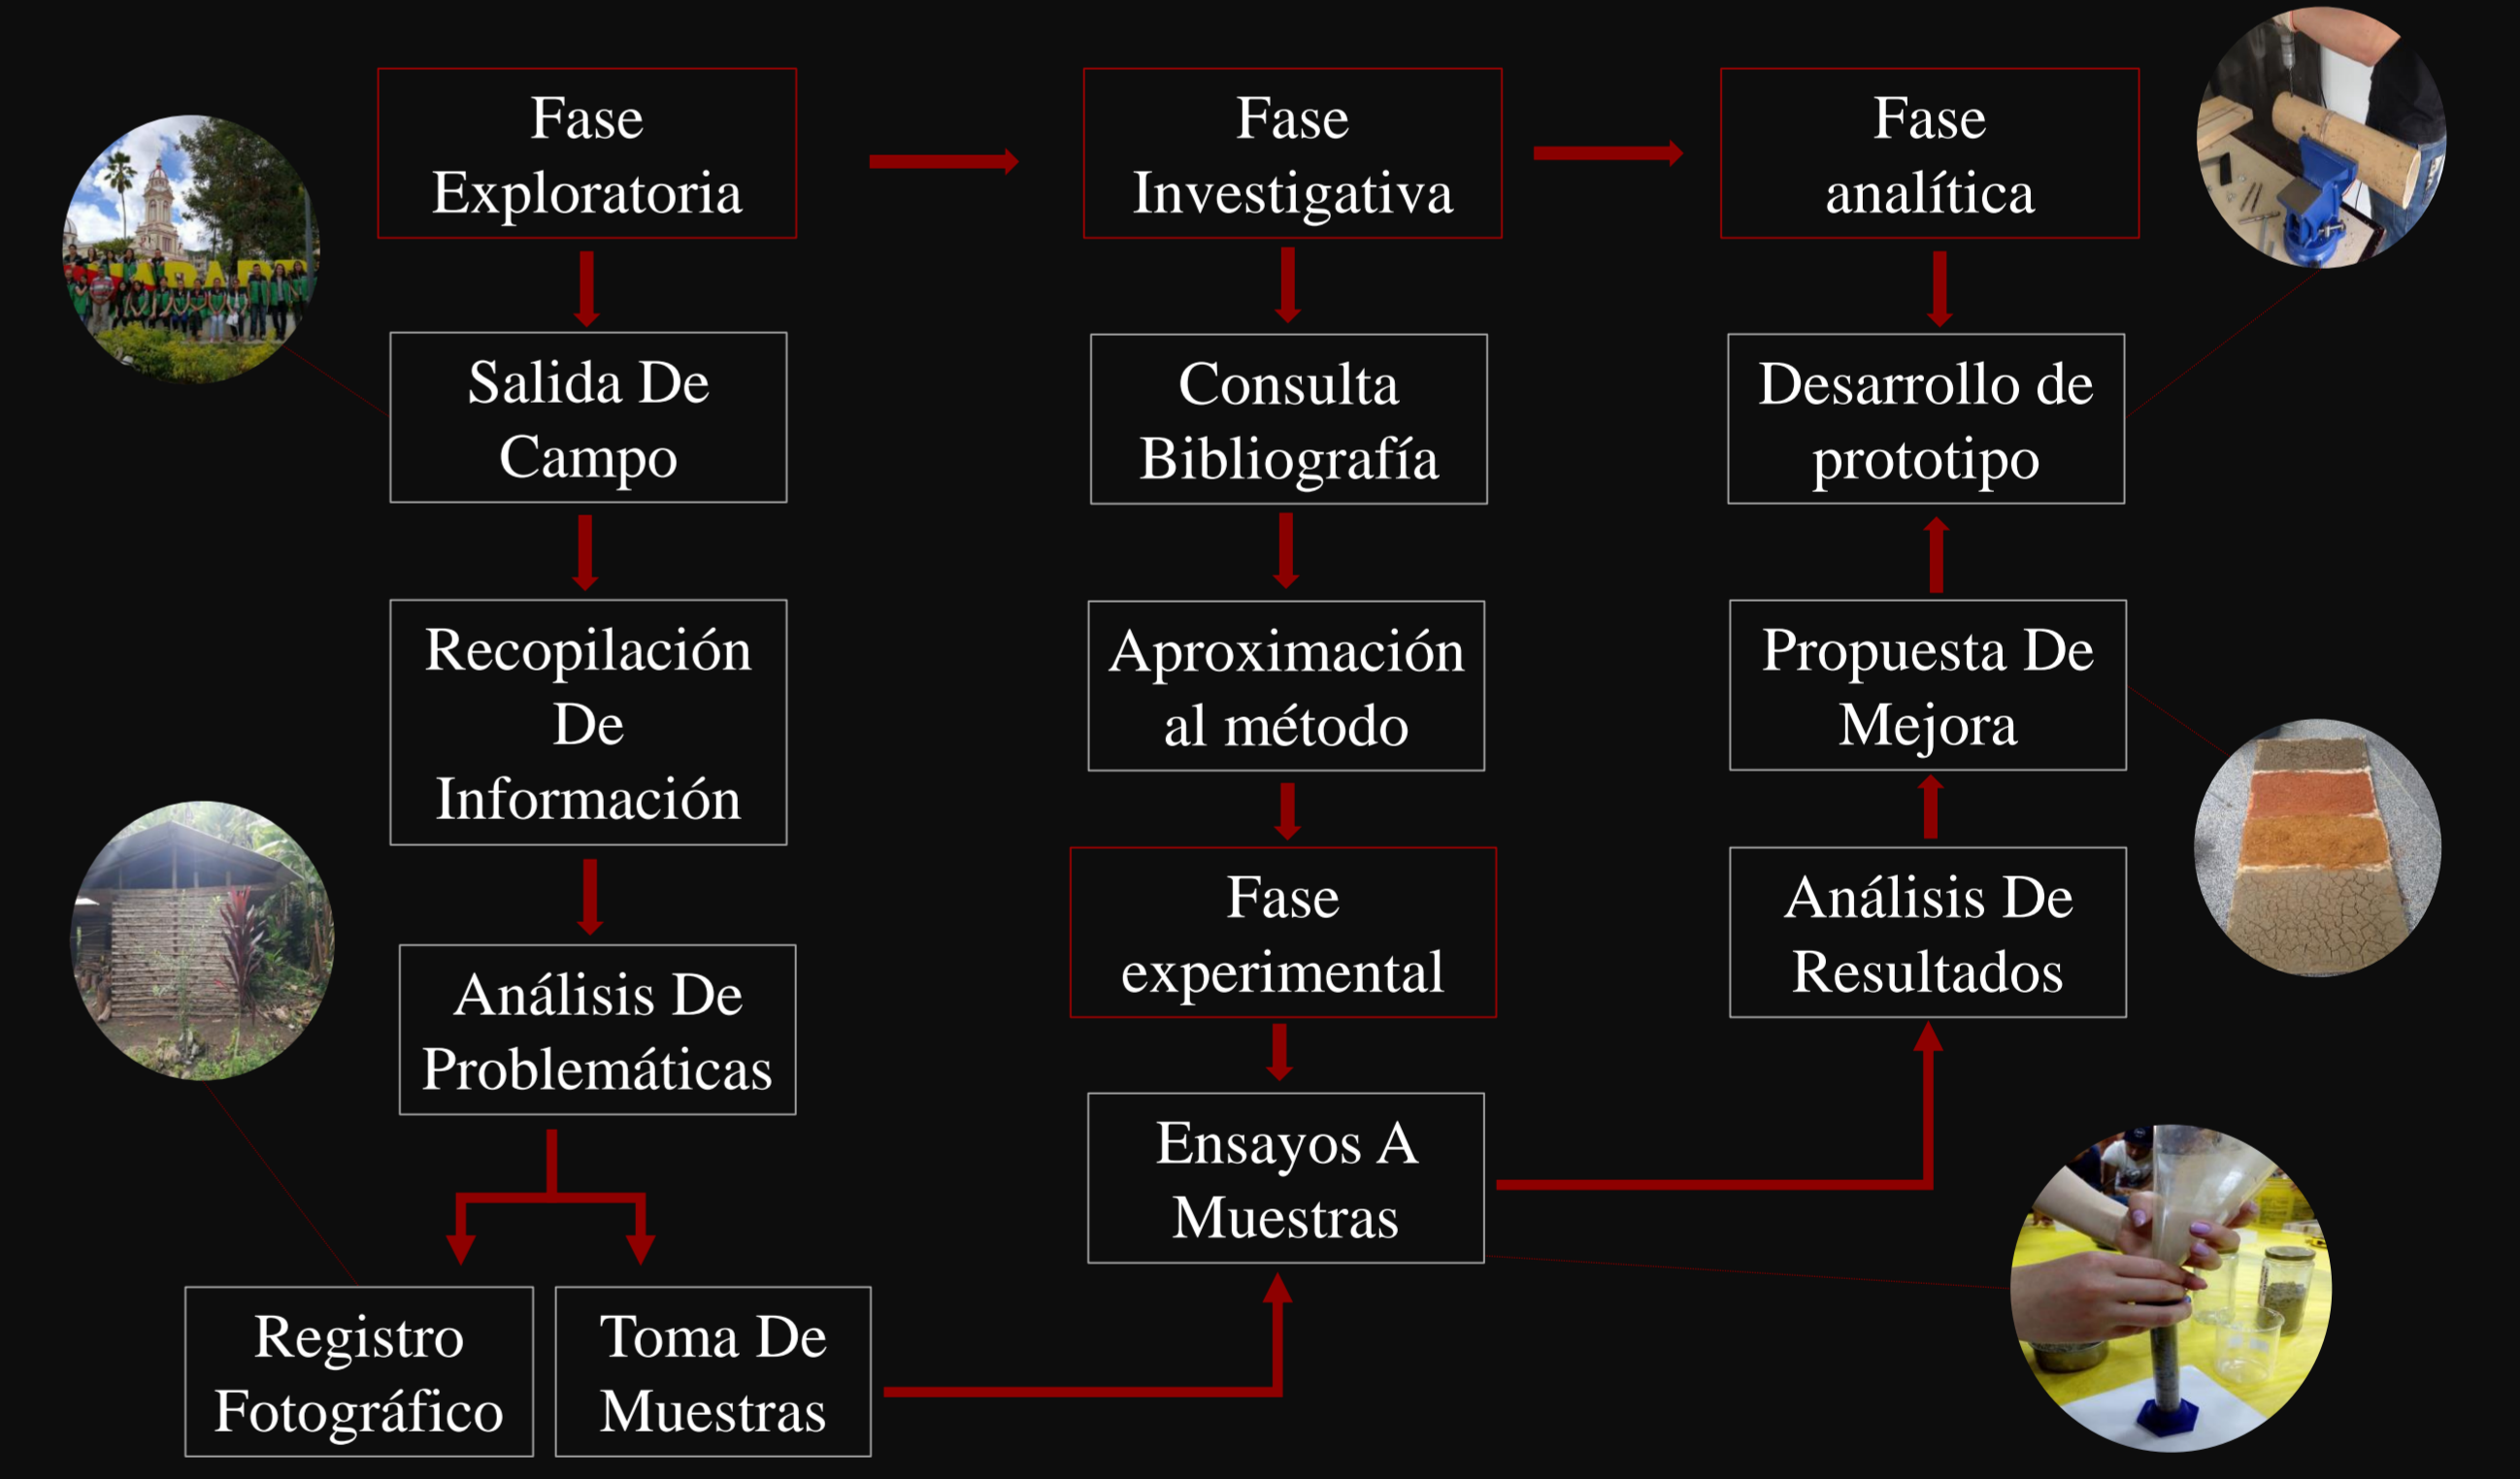 Fase
Exploratoria
Salida De
Campo
Recopilación
De
Información
Análisis De
Problemáticas
Registro
Fotográfico
Toma De
Muestras
Fase
Investigativa
Consulta
Bibliografía
Aproximación
al método
Fase
experimental
Ensayos A
Muestras
Fase
analítica
Desarrollo de
prototipo
Propuesta De
Mejora
Análisis De
Resultados